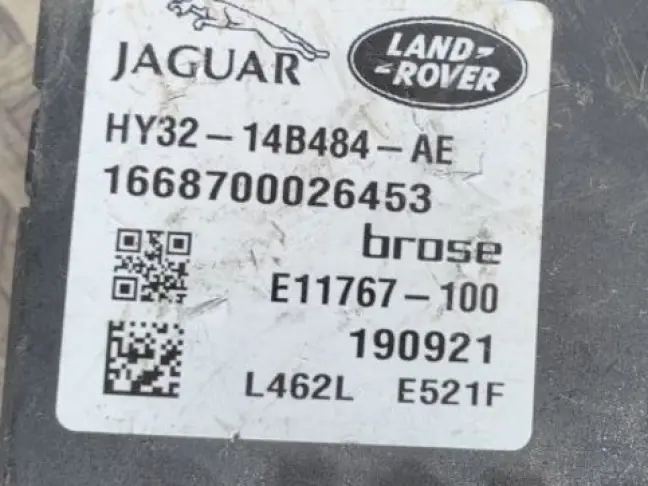 JAGUAR
LAND-
-ROVER
HY32-14B484-AE
1668700026453
brose
E11767-100
190921
L462L E521F